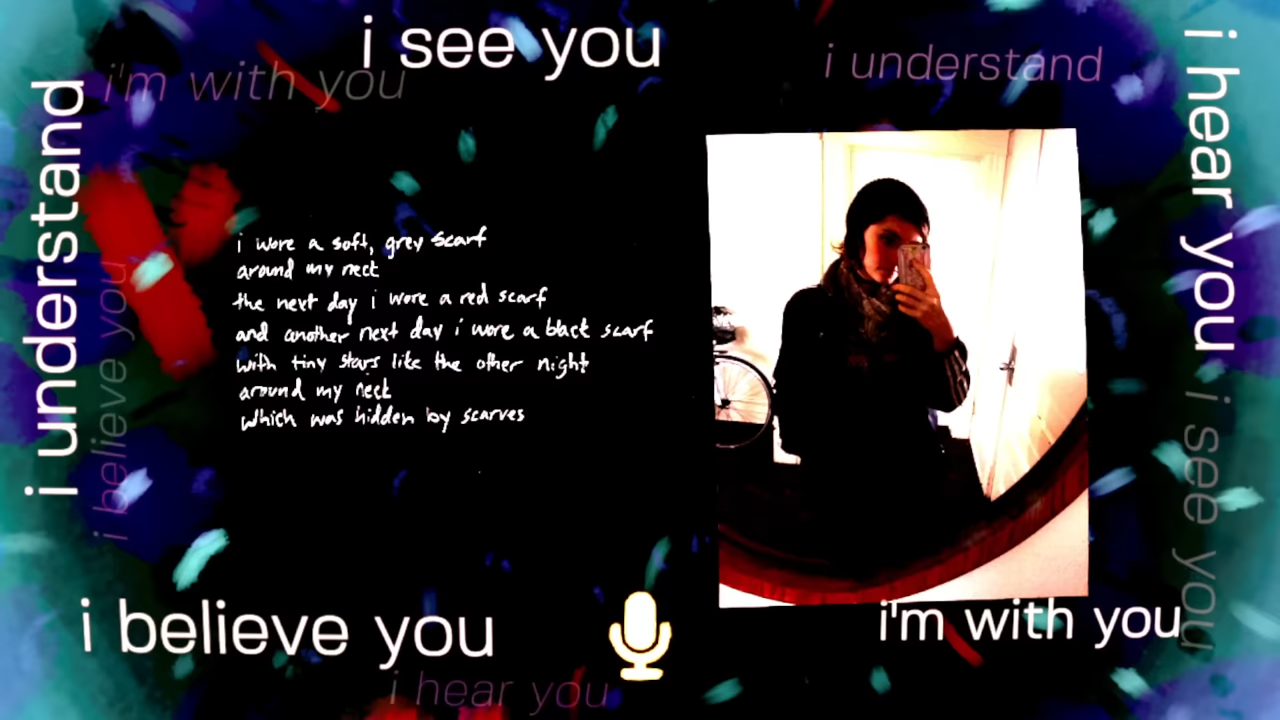 i see you
i'm with you
i understand
i hear you
i understand
i believe you
i wore a soft, grey scarf
around my neck
the next day i wore a red scarf
and another next day i wore a black scarf
with tiny stars like the other night
around my neck
which was hidden by scarves
i see you
i believe you
i'm with you
i hear you